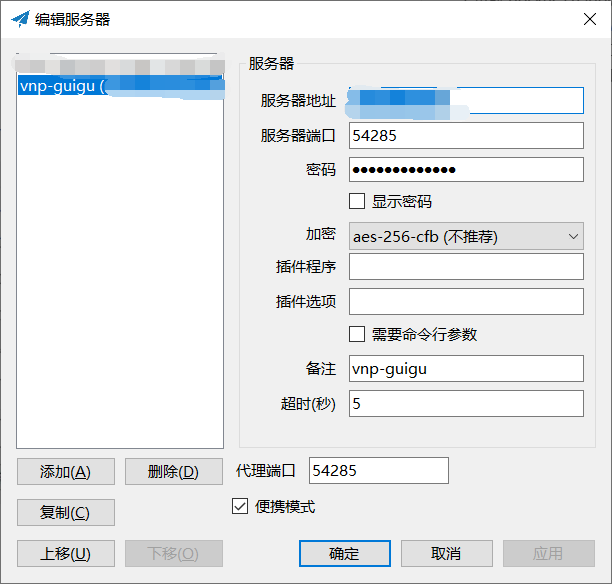 编辑服务器
vnp-guigu (
服务器
服务器地址
服务器端口 54285
密码 ●●●●●●●●●●●●●
显示密码
加密 aes-256-cfb (不推荐)
插件程序
插件选项
需要命令行参数
备注 vnp-guigu
超时(秒) 5
添加(A) 删除(D) 代理端口 54285
复制(C) 便携模式
上移(U) 下移(O) 确定 取消 应用